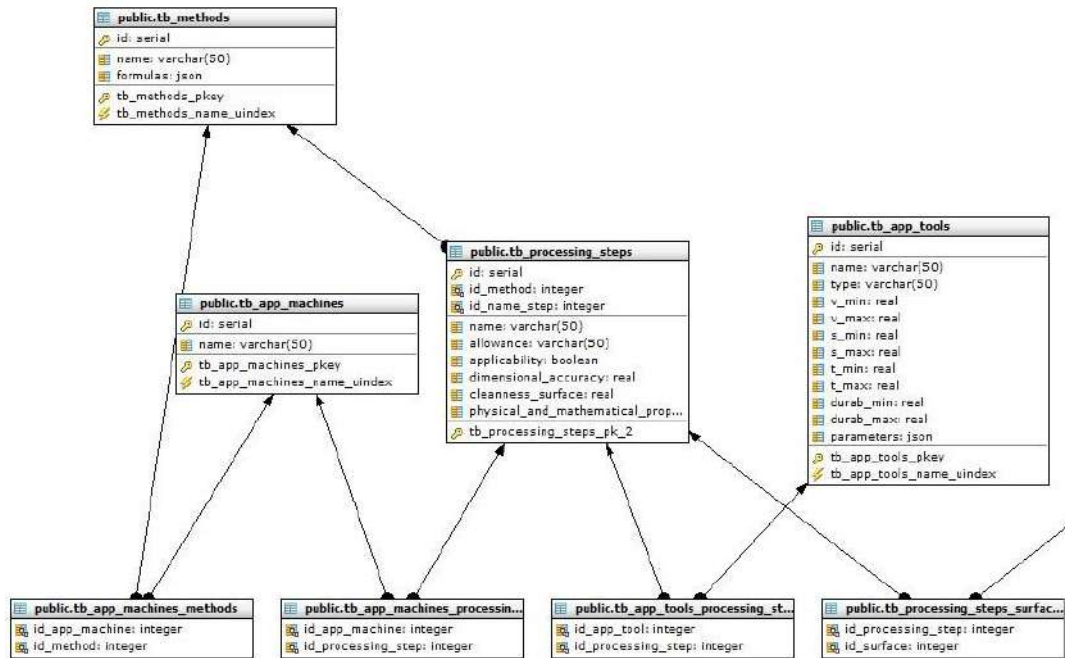 public.tb_methods
id: serial
name: varchar(50)
formulas: json
tb_methods_pkey
tb_methods_name_uindex
public.tb_app_tools
id: serial
name: varchar(50)
type: varchar(50)
v_min: real
v_max: real
s_min: real
s_max: real
t_min: real
t_max: real
durab_min: real
durab_max: real
parameters: json
tb_app_tools_pkey
tb_app_tools_name_uindex
public.tb_processing_steps
id: serial
id_method: integer
id_name_step: integer
name: varchar(50)
allowance: varchar(50)
applicability: boolean
dimensional_accuracy: real
cleanness_surface: real
physical_and_mathematical_prop...
tb_processing_steps_pk_2
public.tb_app_machines
id: serial
name: varchar(50)
tb_app_machines_pkey
tb_app_machines_name_uindex
public.tb_app_machines_methods
id_app_machine: integer
id_method: integer
public.tb_app_machines_processin...
id_app_machine: integer
id_processing_step: integer
public.tb_app_tools_processing_st...
id_app_tool: integer
id_processing_step: integer
public.tb_processing_steps_surfac...
id_processing_step: integer
id_surface: integer